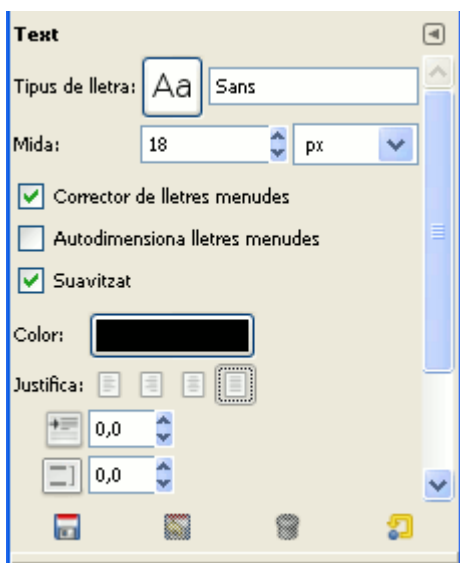 Text
Tipus de lletra: Aa Sans
Mida: 18 px
Corrector de lletres menudes
Autodimensiona lletres menudes
Suavitzat
Color:
Justifica:
0,0
0,0